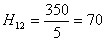 H₁₂ = 350/5 = 70